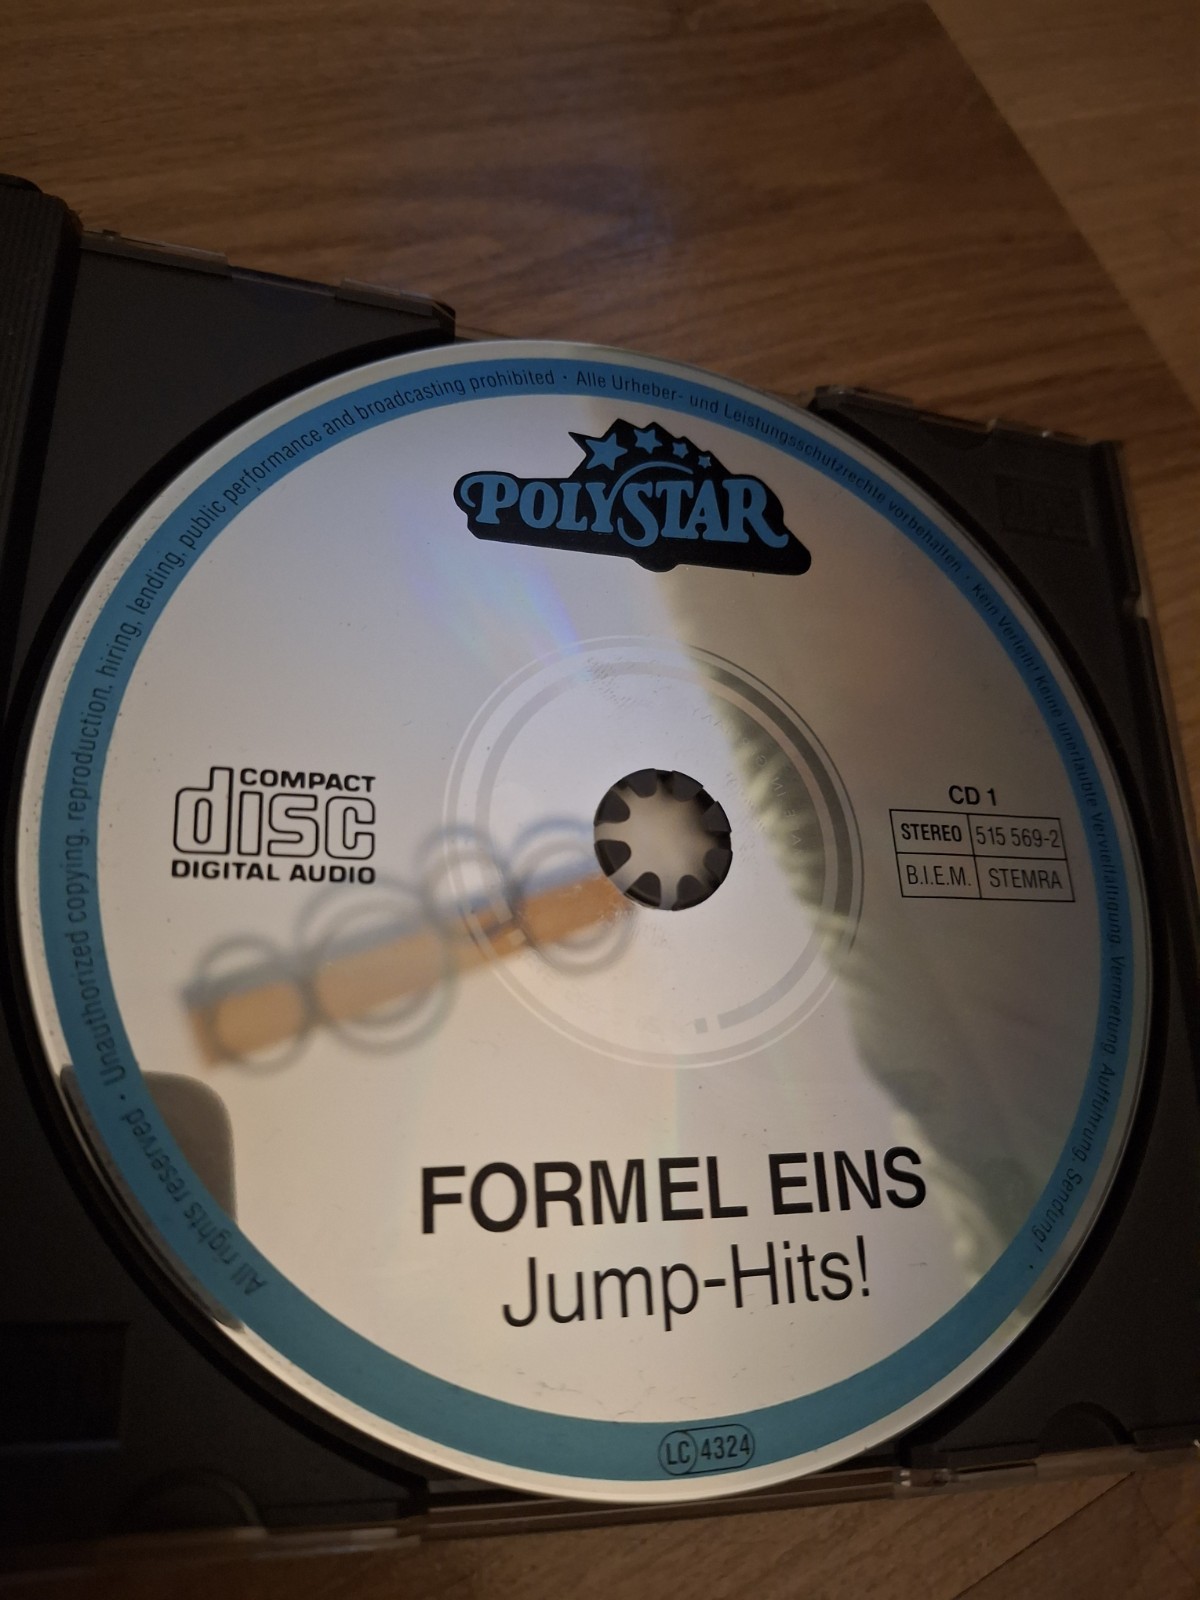 POLYSTAR
COMPACT
disc
DIGITAL AUDIO
CD 1
STEREO 515 569-2
B.I.E.M. STEMRA
FORMEL EINS
Jump-Hits!
LC 4324
All rights reserved · Unauthorized copying, reproduction, hiring, lending, public performance and broadcasting prohibited · Alle Urheber- und Leistungsschutzrechte vorbehalten · Kein Verleih! Keine unerlaubte Vervielfältigung, Vermietung, Aufführung, Sendung!